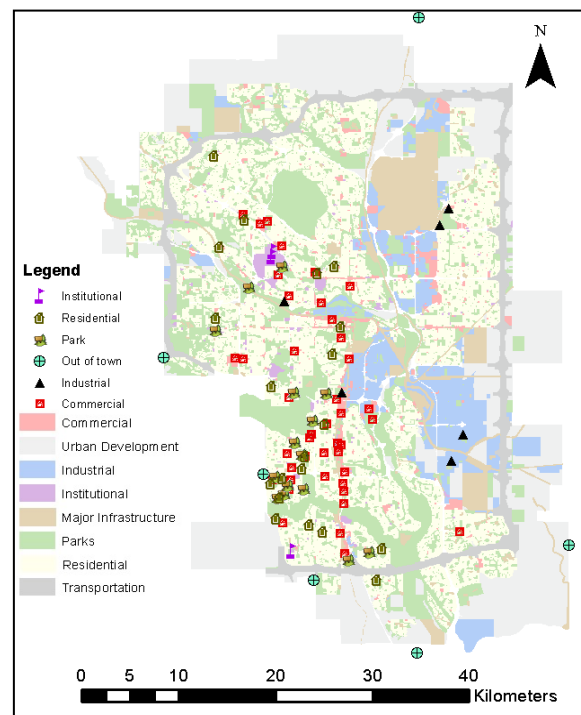 N
Legend
Institutional
Residential
Park
Out of town
Industrial
Commercial
Commercial
Urban Development
Industrial
Institutional
Major Infrastructure
Parks
Residential
Transportation
0 5 10 20 30 40
Kilometers